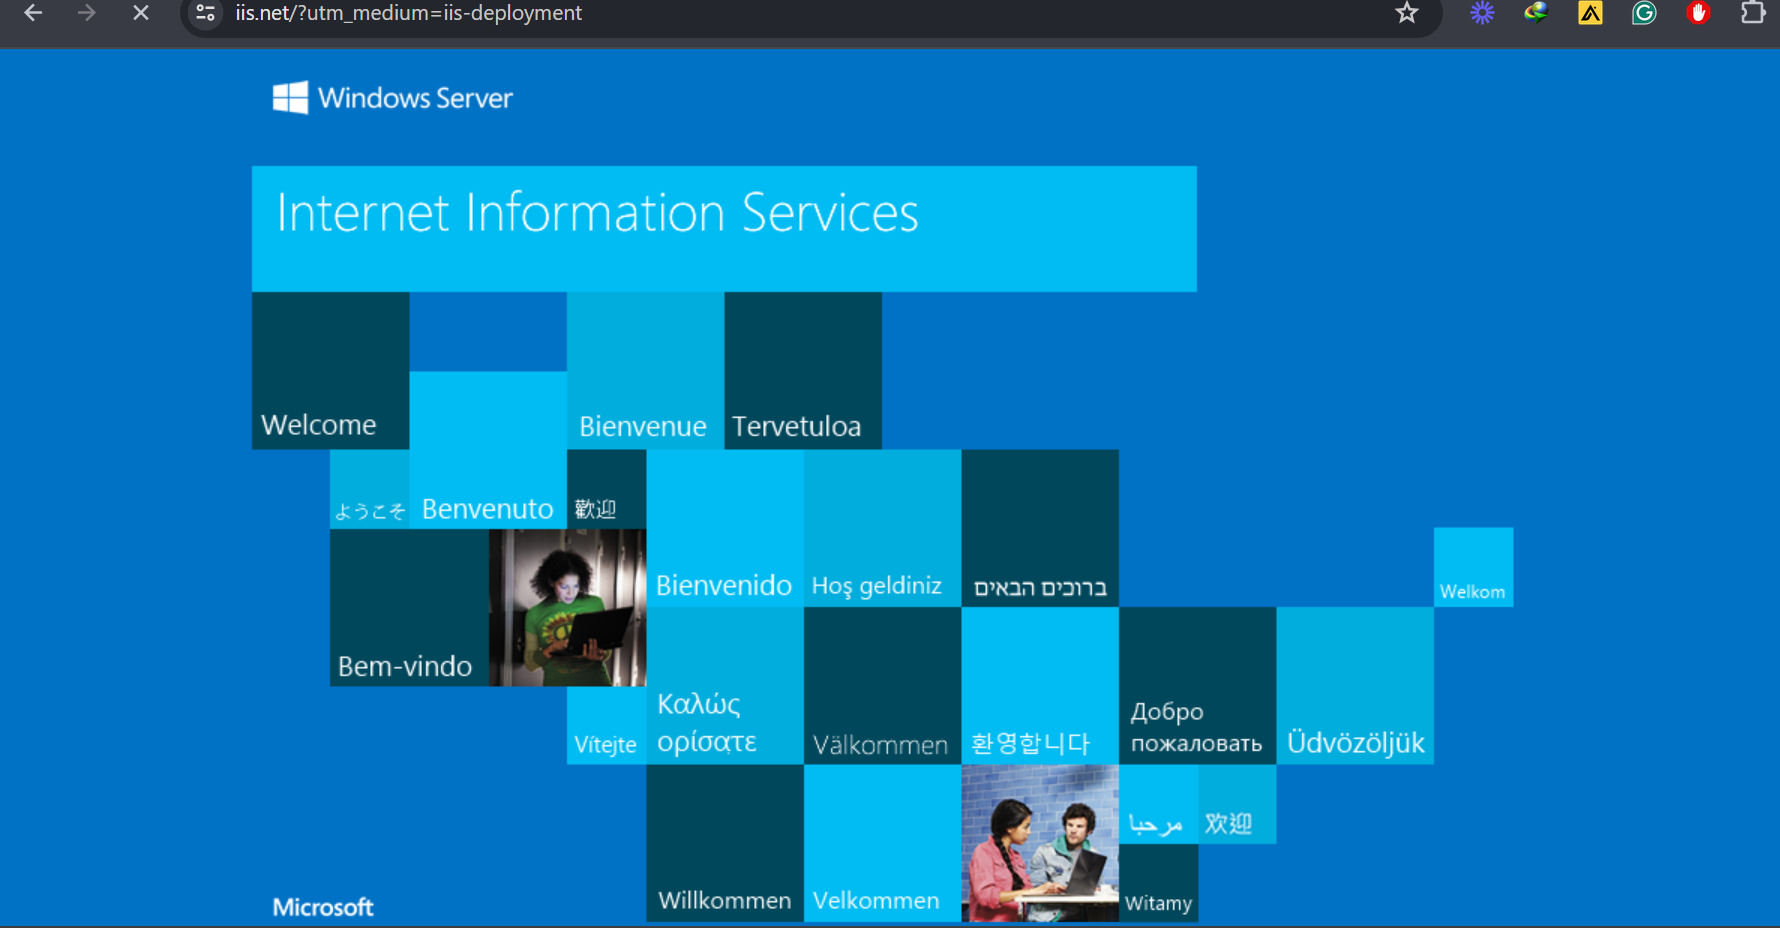 iis.net/?utm_medium=iis-deployment
Windows Server
Internet Information Services
Welcome
Bienvenue
Tervetuloa
ようこそ
Benvenuto
歡迎
Bienvenido
Hoş geldiniz
ברוכים הבאים
Welkom
Bem-vindo
Vítejte
Καλώς
ορίσατε
Välkommen
환영합니다
Добро
пожаловать
Üdvözöljük
Willkommen
Velkommen
مرحبا
欢迎
Witamy
Microsoft